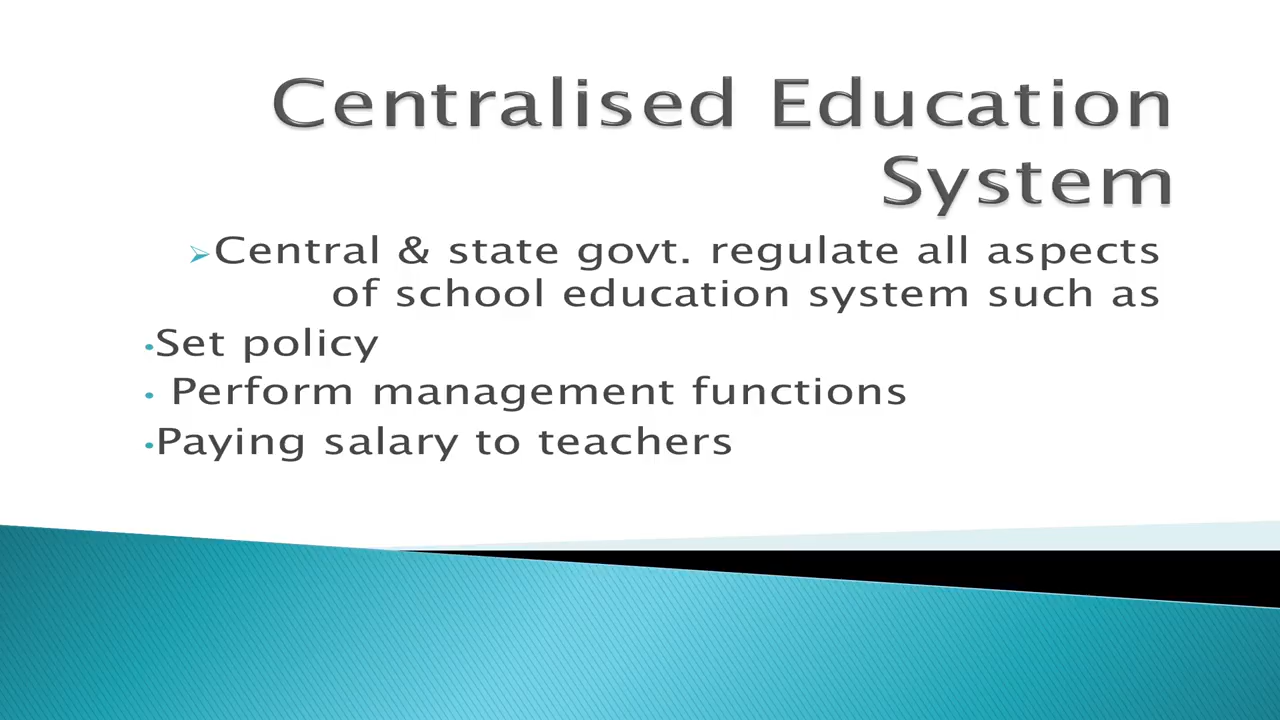 Centralised Education
System
➢Central & state govt. regulate all aspects
of school education system such as
•Set policy
• Perform management functions
•Paying salary to teachers